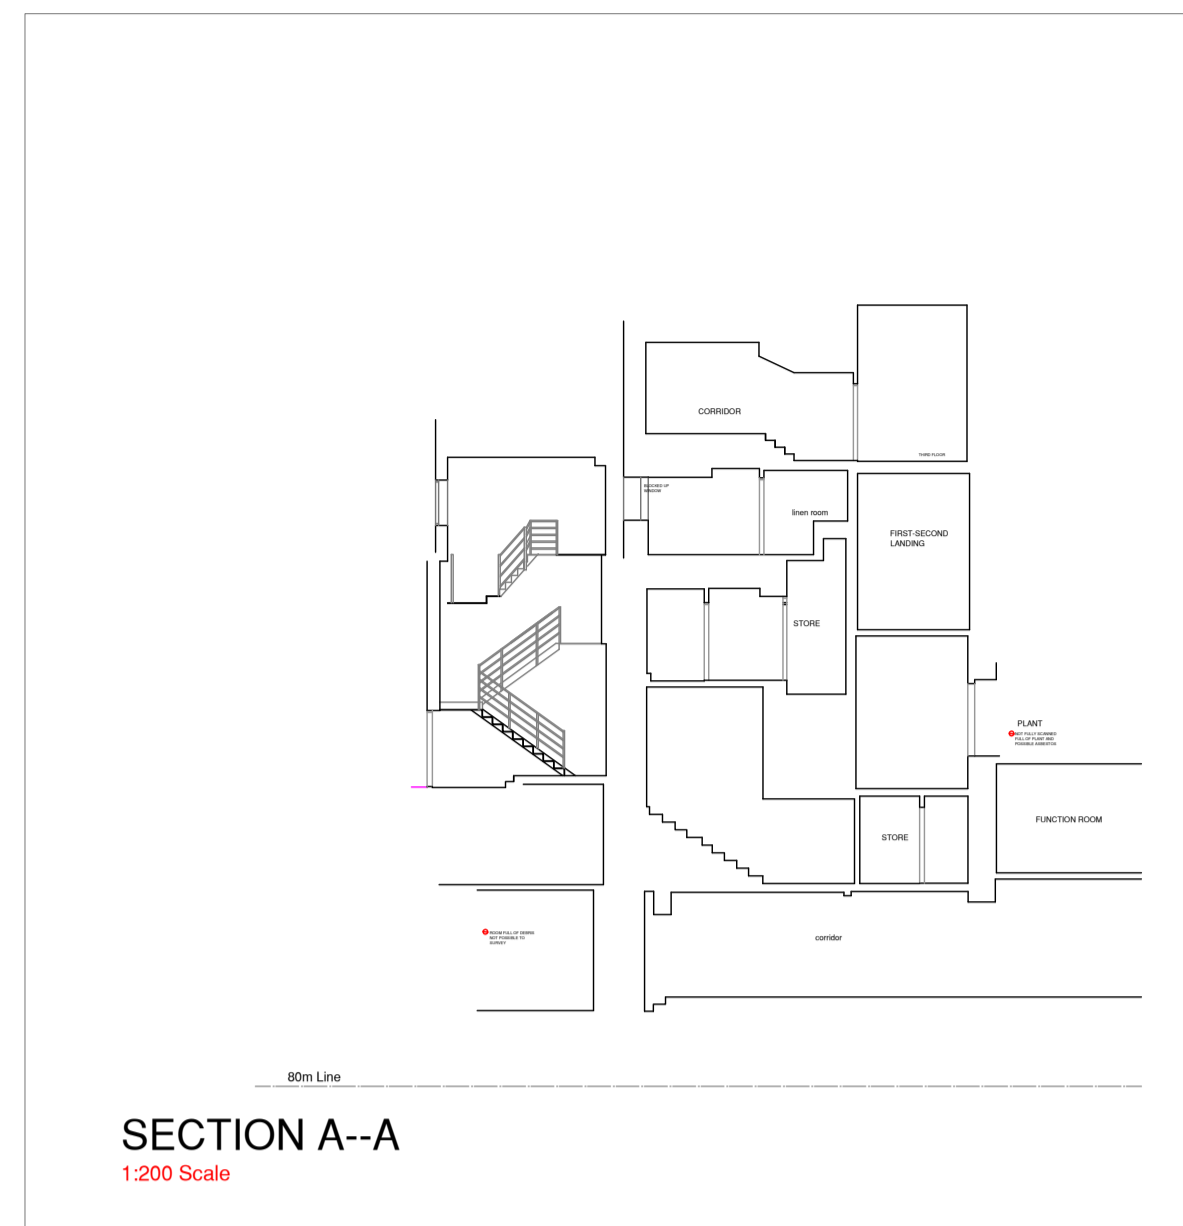 CORRIDOR
THIRD FLOOR
BLOCKED UP
WINDOW
linen room
FIRST-SECOND
LANDING
STORE
PLANT
NOT FULLY SCANNED
FULL OF PLANT AND
POSSIBLE ASBESTOS
FUNCTION ROOM
STORE
ROOM FULL OF DEBRIS
NOT POSSIBLE TO
SURVEY
corridor
80m Line
SECTION A--A
1:200 Scale